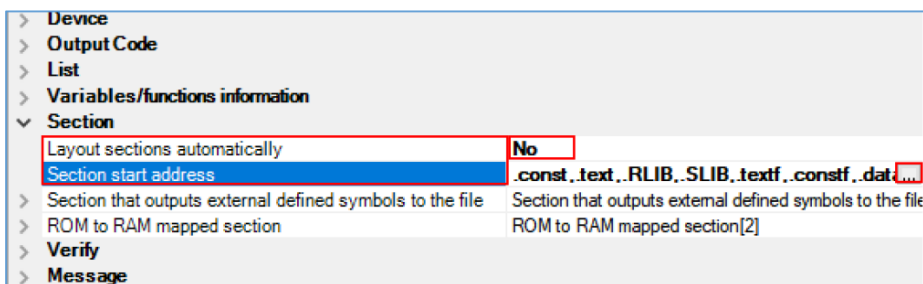 Device
Output Code
List
Variables/functions information
Section
Layout sections automatically No
Section start address .const,.text,.RLIB,.SLIB,.textf,.constf,.data ...
Section that outputs external defined symbols to the file Section that outputs external defined symbols to the file
ROM to RAM mapped section ROM to RAM mapped section[2]
Verify
Message